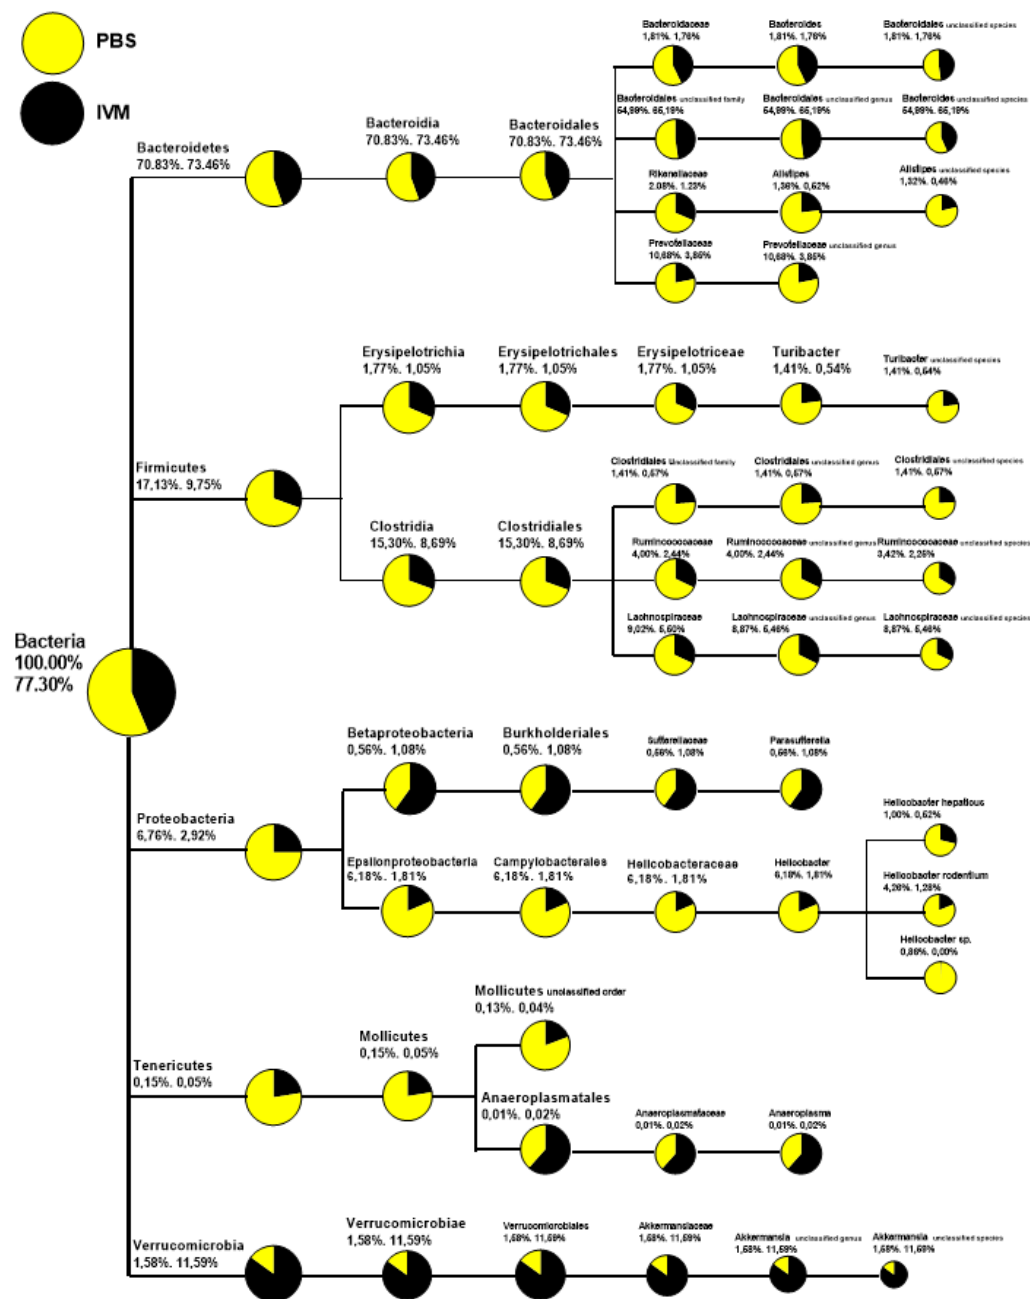 PBS
IVM
Bacteroidetes
70.83%. 73.46%
Bacteroidia
70.83%. 73.46%
Bacteroidales
70.83%. 73.46%
Bacteroidaceae
1,81%. 1,76%
Bacteroides
1,81%. 1,76%
Bacteroidales unclassified species
1,81%. 1,76%
Bacteroidales unclassified family
54,99%. 65,19%
Bacteroidales unclassified genus
54,99%. 65,19%
Bacteroides unclassified species
54,99%. 65,19%
Rikenellaceae
2.08%. 1.23%
Alistipes
1,36%. 0,62%
Alistipes unclassified species
1,32%. 0,46%
Prevotellaceae
10,68%. 3,85%
Prevotellaceae unclassified genus
10,68%. 3,85%
Erysipelotrichia
1,77%. 1,05%
Erysipelotrichales
1,77%. 1,05%
Erysipelotriceae
1,77%. 1,05%
Turibacter
1,41%. 0,54%
Turibacter unclassified species
1,41%. 0,54%
Firmicutes
17,13%. 9,75%
Clostridia
15,30%. 8,69%
Clostridiales
15,30%. 8,69%
Clostridiales Unclassified family
1,41%. 0,57%
Clostridiales unclassified genus
1,41%. 0,57%
Clostridiales unclassified species
1,41%. 0,57%
Ruminococcaceae
4,00%. 2,44%
Ruminococcaceae unclassified genus
4,00%. 2,44%
Ruminococcaceae unclassified species
3,42%. 2,25%
Lachnospiraceae
9,02%. 5,50%
Lachnospiraceae unclassified genus
8,87%. 5,46%
Lachnospiraceae unclassified species
8,87%. 5,46%
Bacteria
100.00%
77.30%
Betaproteobacteria
0,56%. 1,08%
Burkholderiales
0,56%. 1,08%
Sutterellaceae
0,56%. 1,08%
Parasutterella
0,56%. 1,08%
Proteobacteria
6,76%. 2,92%
Epsilonproteobacteria
6,18%. 1,81%
Campylobacterales
6,18%. 1,81%
Helicobacteraceae
6,18%. 1,81%
Helicobacter
6,18%. 1,81%
Helicobacter hepaticus
1,00%. 0,52%
Helicobacter rodentium
4,26%. 1,28%
Helicobacter sp.
0,86%. 0,00%
Mollicutes unclassified order
0,13%. 0,04%
Tenericutes
0,15%. 0,05%
Mollicutes
0,15%. 0,05%
Anaeroplasmatales
0,01%. 0,02%
Anaeroplasmataceae
0,01%. 0,02%
Anaeroplasma
0,01%. 0,02%
Verrucomicrobia
1,58%. 11,59%
Verrucomicrobiae
1,58%. 11,59%
Verrucomicrobiales
1,58%. 11,59%
Akkermansiaceae
1,58%. 11,59%
Akkermansia unclassified genus
1,58%. 11,59%
Akkermansia unclassified species
1,58%. 11,59%